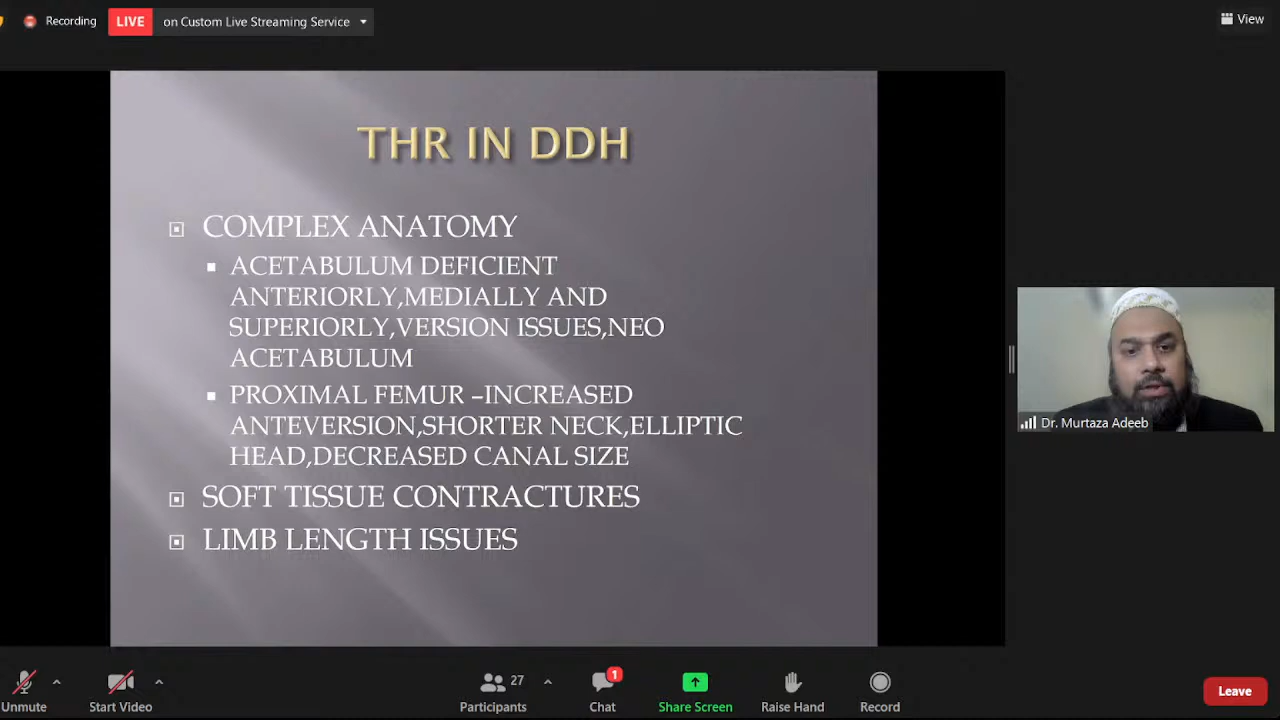 Recording
LIVE on Custom Live Streaming Service
View
THR IN DDH
COMPLEX ANATOMY
ACETABULUM DEFICIENT
ANTERIORLY,MEDIALLY AND
SUPERIORLY,VERSION ISSUES,NEO
ACETABULUM
PROXIMAL FEMUR –INCREASED
ANTEVERSION,SHORTER NECK,ELLIPTIC
HEAD,DECREASED CANAL SIZE
SOFT TISSUE CONTRACTURES
LIMB LENGTH ISSUES
Dr. Murtaza Adeeb
27
1
Unmute
Start Video
Participants
Chat
Share Screen
Raise Hand
Record
Leave